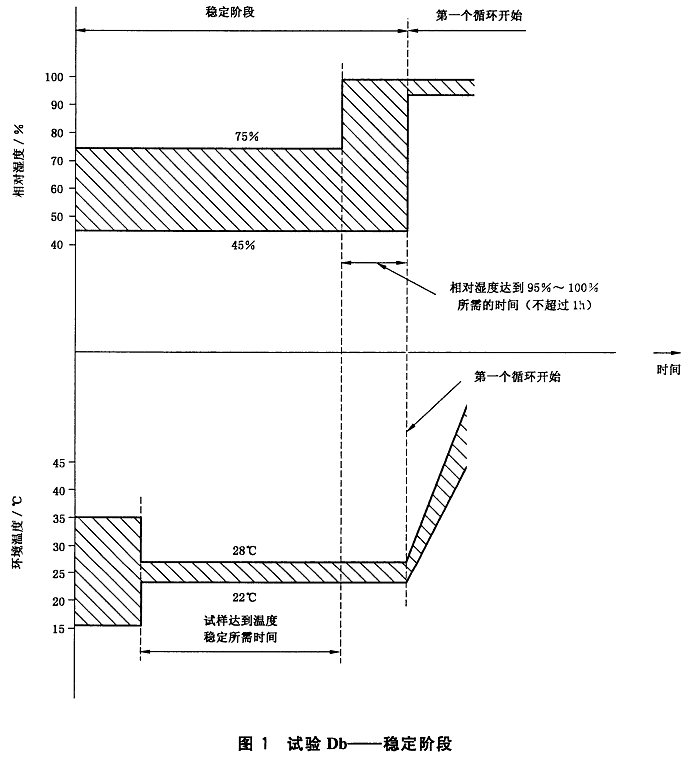 稳定阶段
第一个循环开始
相对湿度/%
100
90
80
70
60
50
40
75%
45%
相对湿度达到95%～100%
所需的时间（不超过1h）
时间
第一个循环开始
环境温度/℃
45
40
35
30
25
20
15
28℃
22℃
试样达到温度
稳定所需时间
图 1 试验 Db——稳定阶段